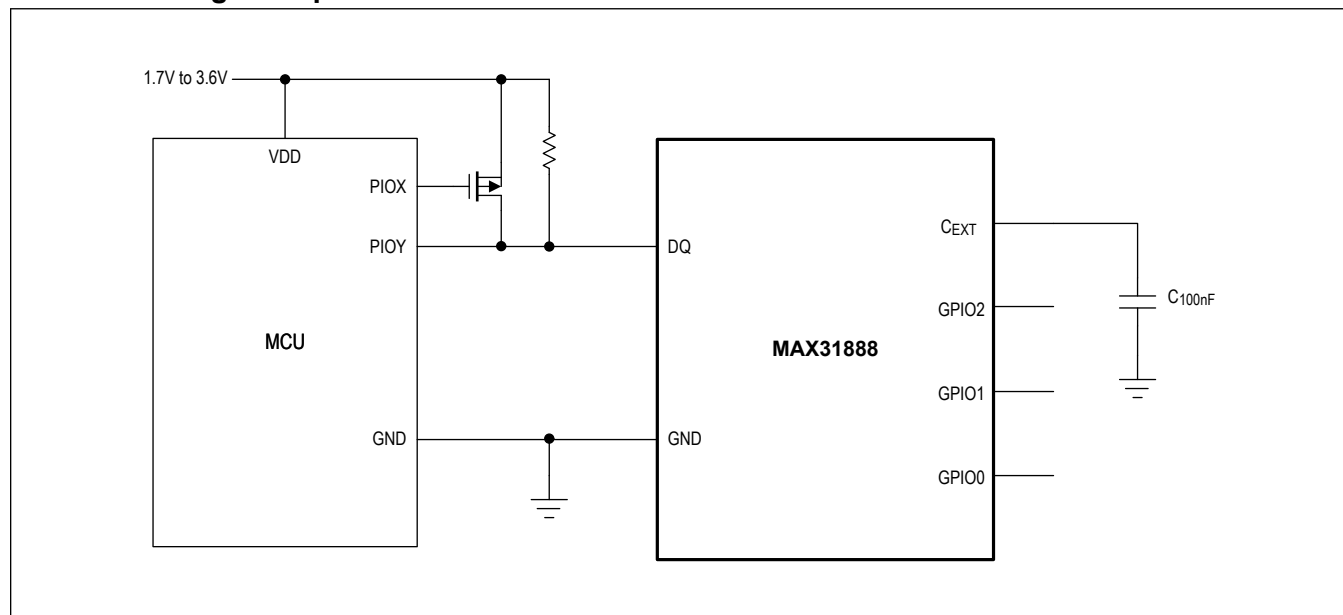 1.7V to 3.6V
VDD
PIOX
PIOY
MCU
GND
DQ
MAX31888
GND
CEXT
GPIO2
GPIO1
GPIO0
C100nF